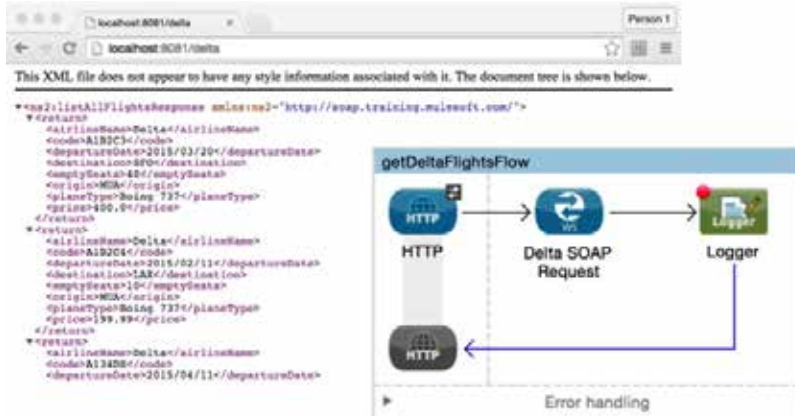 localhost:8081/delta
Person 1
localhost:8081/delta
This XML file does not appear to have any style information associated with it. The document tree is shown below.
▼<ns2:listAllFlightsResponse xmlns:ns2="http://soap.training.mulesoft.com/">
▼<return>
<airlineName>Delta</airlineName>
<code>A1B2C3</code>
<departureDate>2015/03/20</departureDate>
<destination>SFO</destination>
<emptySeats>40</emptySeats>
<origin>MUA</origin>
<planeType>Boing 737</planeType>
<price>400.0</price>
</return>
▼<return>
<airlineName>Delta</airlineName>
<code>A1B2C4</code>
<departureDate>2015/02/11</departureDate>
<destination>LAX</destination>
<emptySeats>10</emptySeats>
<origin>MUA</origin>
<planeType>Boing 737</planeType>
<price>199.99</price>
</return>
▼<return>
<airlineName>Delta</airlineName>
<code>A134DS</code>
<departureDate>2015/04/11</departureDate>
getDeltaFlightsFlow
HTTP
WS
Logger
HTTP
Delta SOAP
Request
Logger
HTTP
Error handling